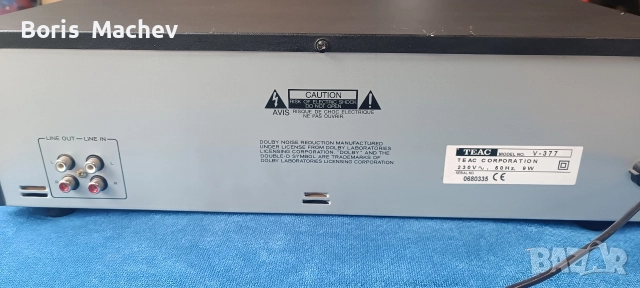 Boris Machev
CAUTION
RISK OF ELECTRIC SHOCK
DO NOT OPEN
AVIS RISQUE DE CHOC ELECTRIQUE
NE PAS OUVRIR
LINE OUT LINE IN
DOLBY NOISE REDUCTION MANUFACTURED
UNDER LICENSE FROM DOLBY LABORATORIES
LICENSING CORPORATION. "DOLBY" AND THE
DOUBLE-D SYMBOL ARE TRADEMARKS OF
DOLBY LABORATORIES LICENSING CORPORATION
TEAC MODEL NO. V-377
TEAC CORPORATION
230V∿, 50Hz, 9W
SERIAL NO.
0680335 CE
BAZAR